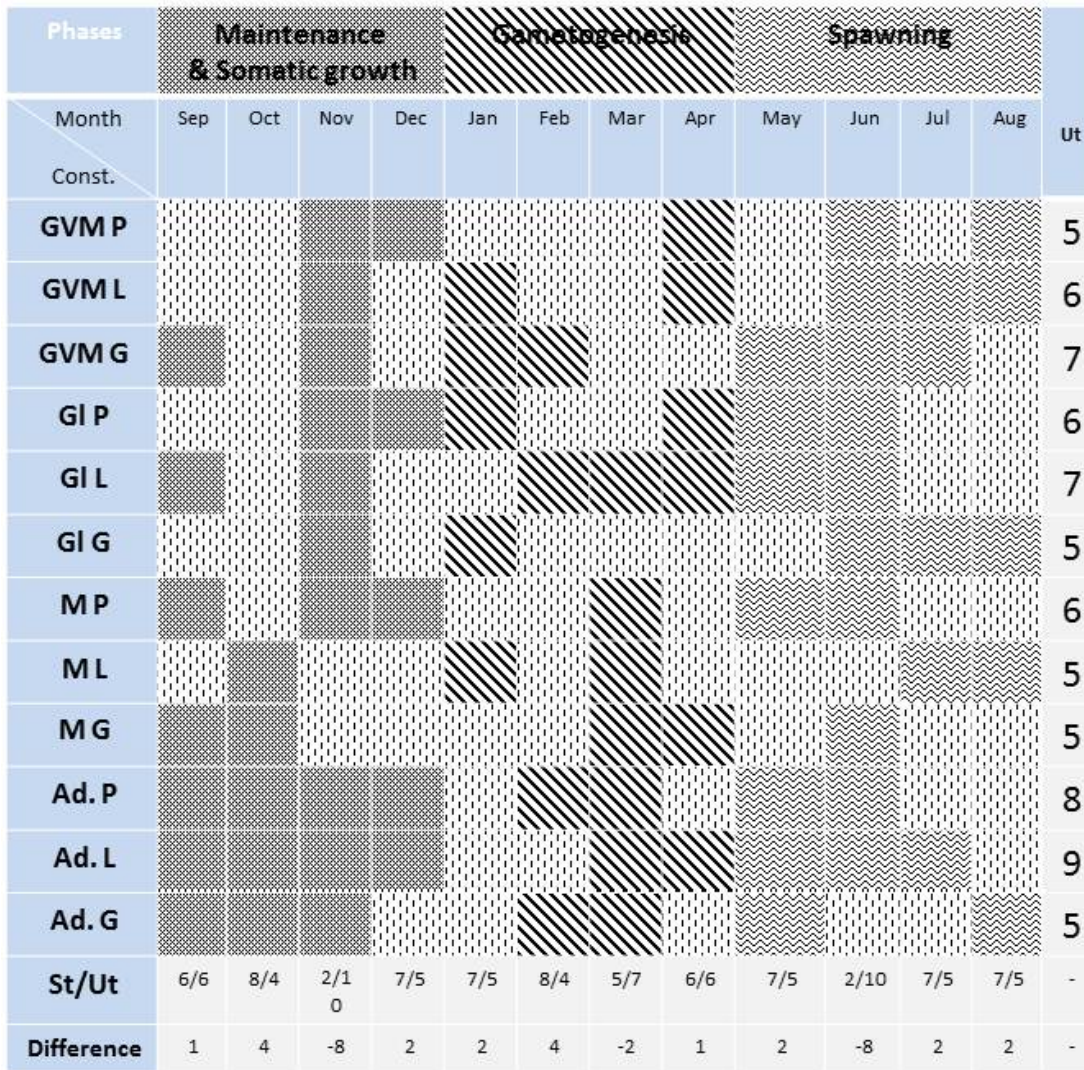 Phases Maintenance & Somatic growth Gametogenesis Spawning Ut
Month Const. Sep Oct Nov Dec Jan Feb Mar Apr May Jun Jul Aug
GVM P 5
GVM L 6
GVM G 7
Gl P 6
Gl L 7
Gl G 5
M P 6
M L 5
M G 5
Ad. P 8
Ad. L 9
Ad. G 5
St/Ut 6/6 8/4 2/10 7/5 7/5 8/4 5/7 6/6 7/5 2/10 7/5 7/5 -
Difference 1 4 -8 2 2 4 -2 1 2 -8 2 2 -